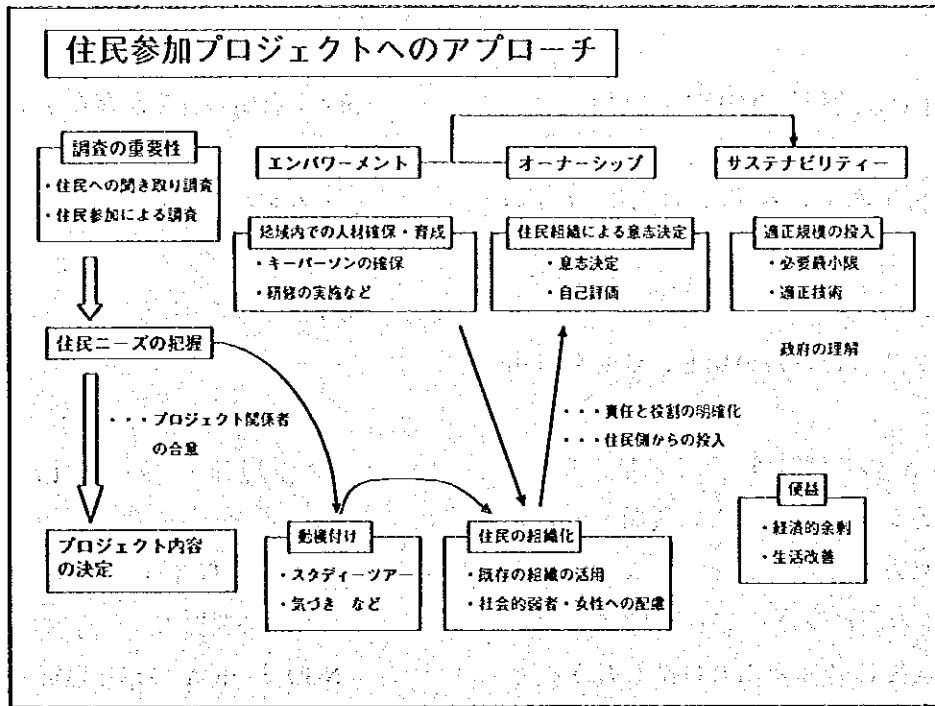 住民参加プロジェクトへのアプローチ
調査の重要性
・住民への聞き取り調査
・住民参加による調査
エンパワーメント
オーナーシップ
サステナビリティー
地域内での人材確保・育成
・キーパーソンの確保
・研修の実施など
住民組織による意志決定
・意志決定
・自己評価
適正規模の投入
・必要最小限
・適正技術
政府の理解
住民ニーズの把握
・・・プロジェクト関係者
の合意
・・・責任と役割の明確化
・・・住民側からの投入
プロジェクト内容
の決定
動機付け
・スタディーツアー
・気づき など
住民の組織化
・既存の組織の活用
・社会的弱者・女性への配慮
便益
・経済的余剰
・生活改善